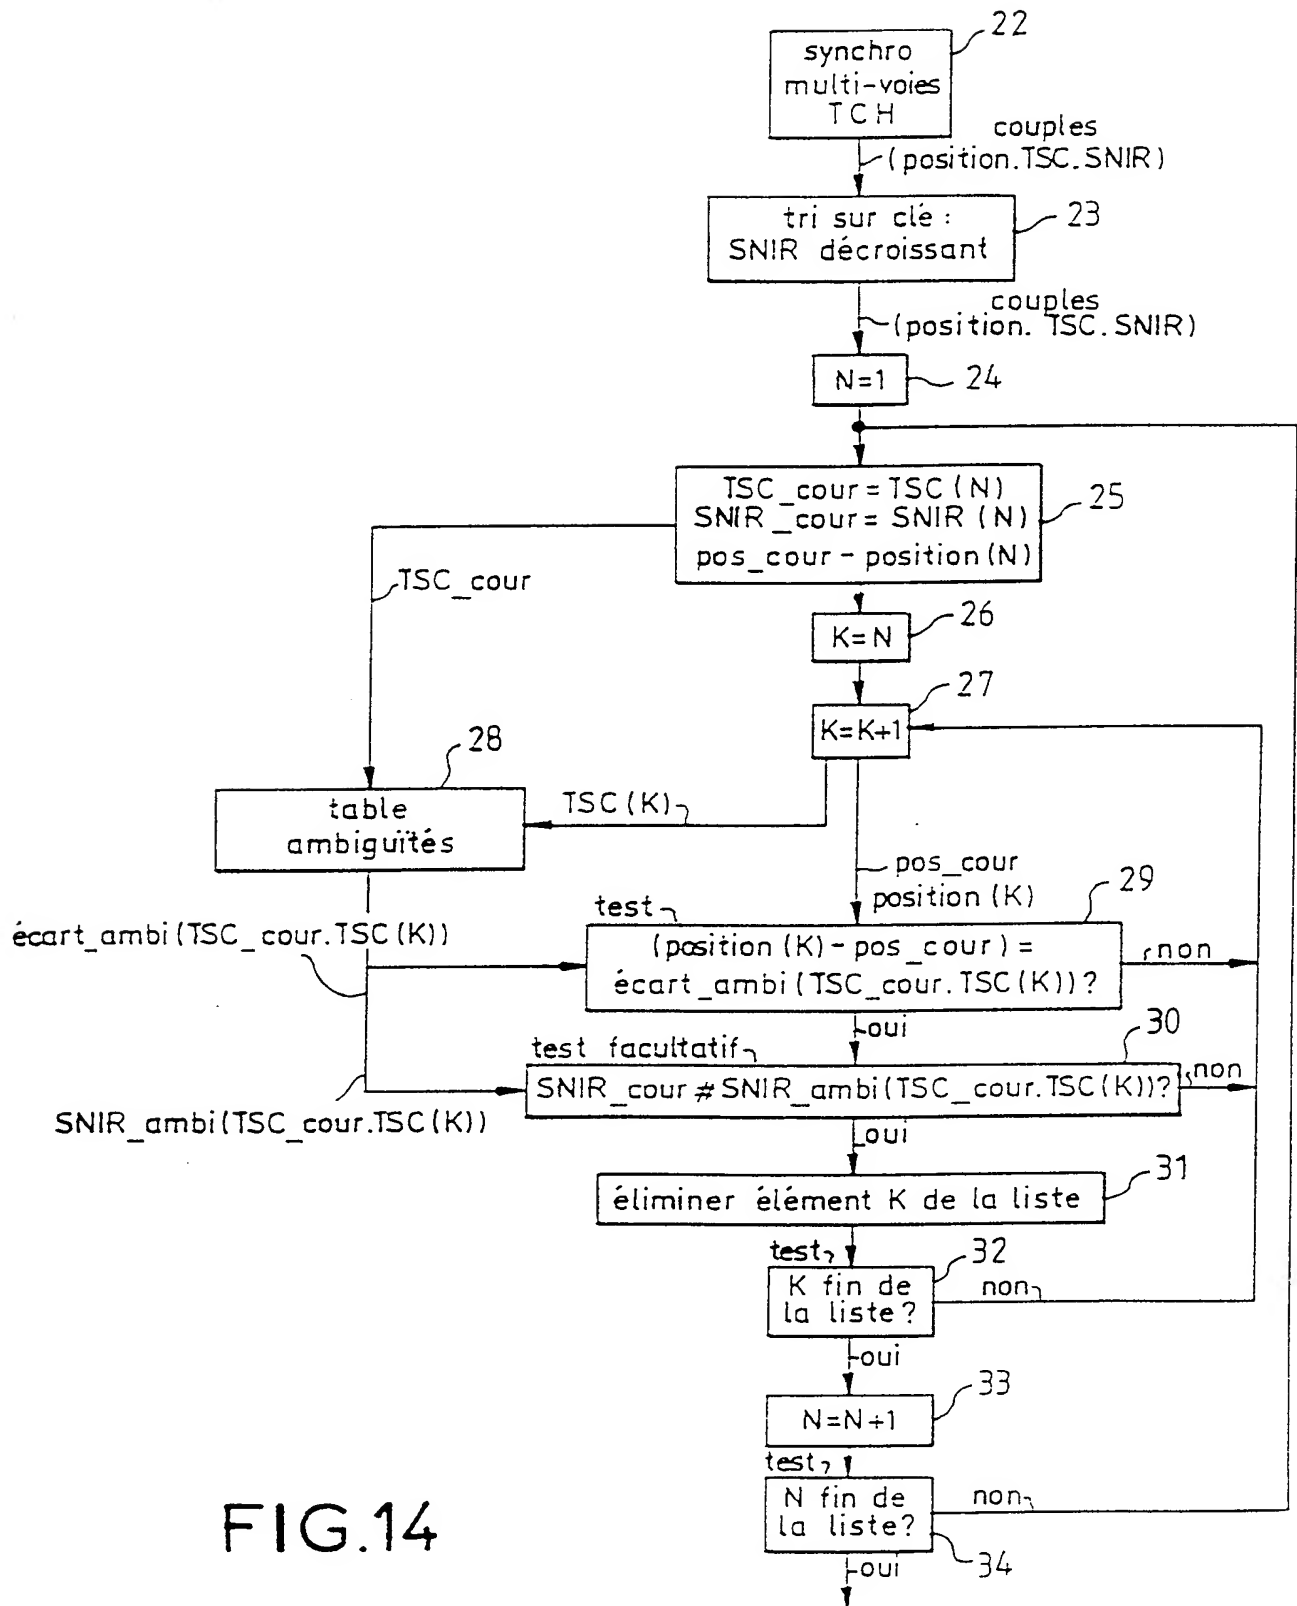 22
synchro
multi-voies
TCH
couples
(position.TSC.SNIR)
23
tri sur clé :
SNIR décroissant
couples
(position. TSC.SNIR)
24
N=1
TSC_cour = TSC (N)
SNIR_cour = SNIR (N)
pos_cour - position (N)
25
TSC_cour
26
K=N
27
K=K+1
28
table
ambiguïtés
TSC (K)
pos_cour
position (K)
29
test
écart_ambi (TSC_cour.TSC(K))
(position (K) - pos_cour ) =
écart_ambi (TSC_cour. TSC(K)) ?
non
oui
30
test facultatif
SNIR_cour # SNIR_ambi (TSC_cour.TSC(K))?
non
SNIR_ambi (TSC_cour.TSC(K))
oui
31
éliminer élément K de la liste
test
32
K fin de
la liste ?
non
oui
33
N=N+1
test
N fin de
la liste?
non
34
oui
FIG.14